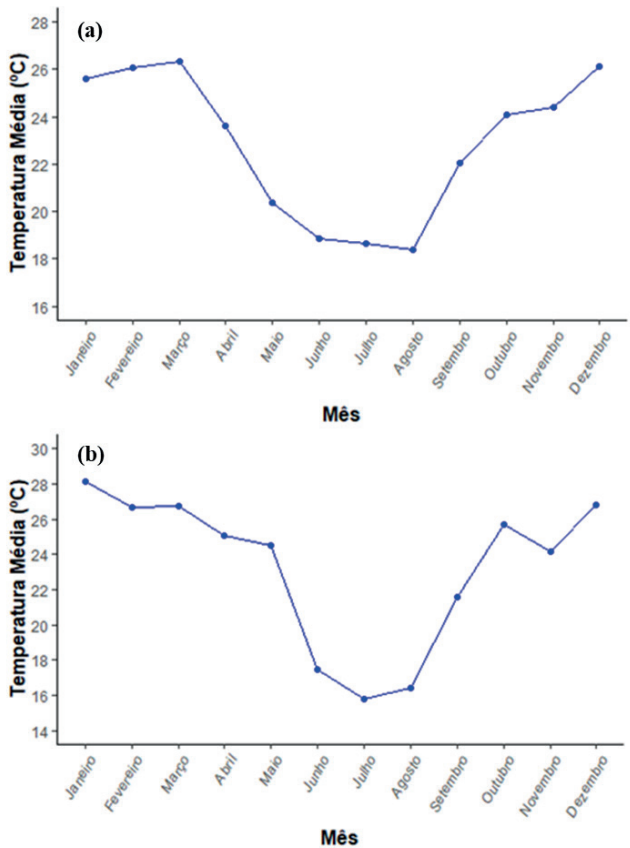 (a)
Temperatura Média (ºC)
28
26
24
22
20
18
16
Janeiro
Fevereiro
Março
Abril
Maio
Junho
Julho
Agosto
Setembro
Outubro
Novembro
Dezembro
Mês
(b)
Temperatura Média (ºC)
30
28
26
24
22
20
18
16
14
Janeiro
Fevereiro
Março
Abril
Maio
Junho
Julho
Agosto
Setembro
Outubro
Novembro
Dezembro
Mês